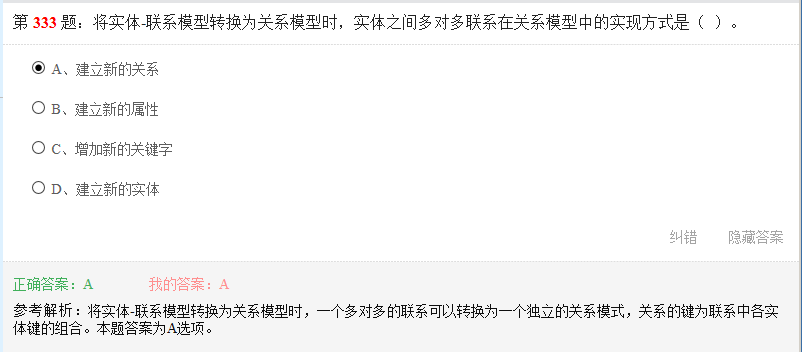 第 333 题：将实体-联系模型转换为关系模型时，实体之间多对多联系在关系模型中的实现方式是（ ）。
A、建立新的关系
B、建立新的属性
C、增加新的关键字
D、建立新的实体
纠错 隐藏答案
正确答案：A 我的答案：A
参考解析：将实体-联系模型转换为关系模型时，一个多对多的联系可以转换为一个独立的关系模式，关系的键为联系中各实
体键的组合。本题答案为A选项。